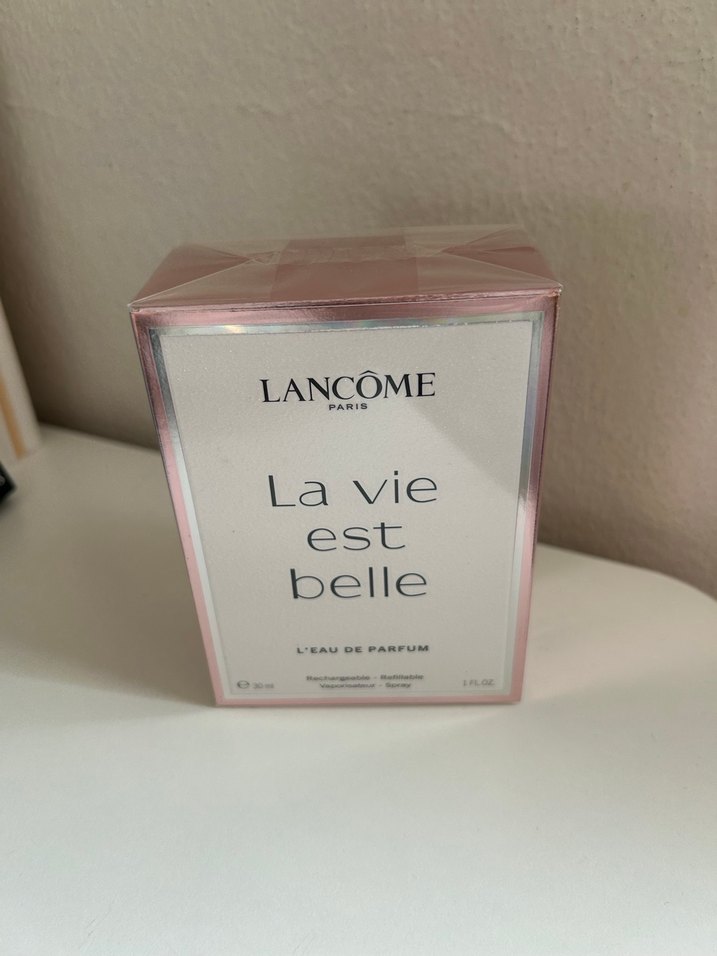 LANCÔME
PARIS
La vie
est
belle
L'EAU DE PARFUM
Rechargeable - Refillable
Vaporisateur - Spray
℮ 30 ml
1 FL.OZ.